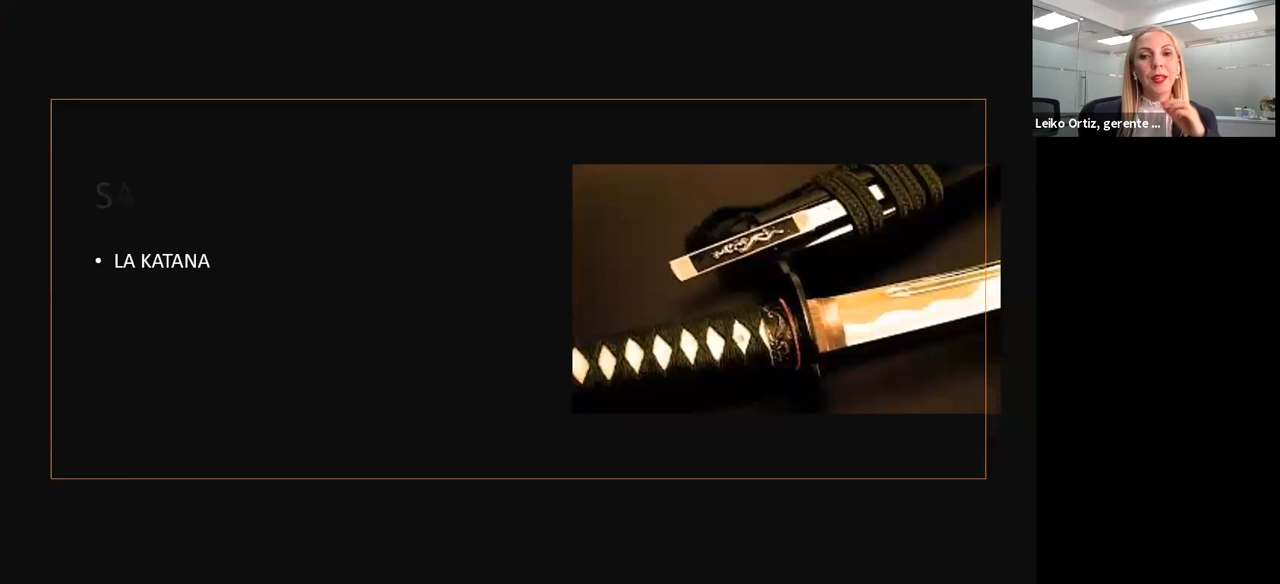 SA
• LA KATANA
Leiko Ortiz, gerente ...